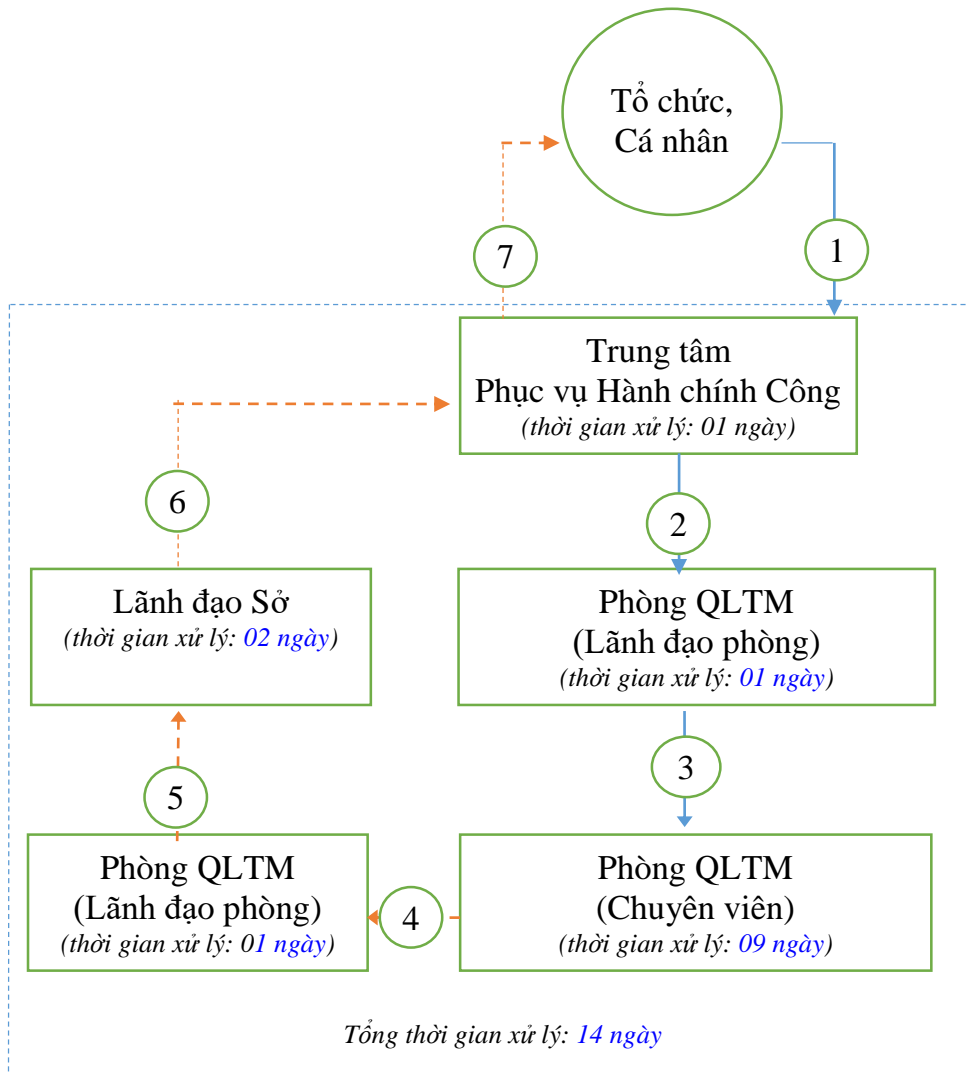 Tổ chức,
Cá nhân
7
1
Trung tâm
Phục vụ Hành chính Công
(thời gian xử lý: 01 ngày)
6
2
Lãnh đạo Sở
(thời gian xử lý: 02 ngày)
Phòng QLTM
(Lãnh đạo phòng)
(thời gian xử lý: 01 ngày)
5
3
Phòng QLTM
(Lãnh đạo phòng)
(thời gian xử lý: 01 ngày)
4
Phòng QLTM
(Chuyên viên)
(thời gian xử lý: 09 ngày)
Tổng thời gian xử lý: 14 ngày